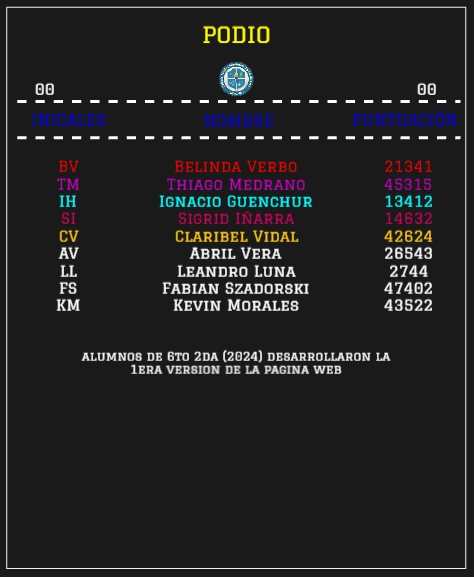 PODIO
00 00
INICIALES NOMBRE PUNTUACIÓN
BV Belinda Verbo 21341
TM Thiago Medrano 45315
IH Ignacio Guenchur 13412
SI Sigrid Iñarra 14632
CV Claribel Vidal 42624
AV Abril Vera 26543
LL Leandro Luna 2744
FS Fabian Szadorski 47402
KM Kevin Morales 43522
alumnos de 6to 2da (2024) desarrollaron la
1era version de la pagina web